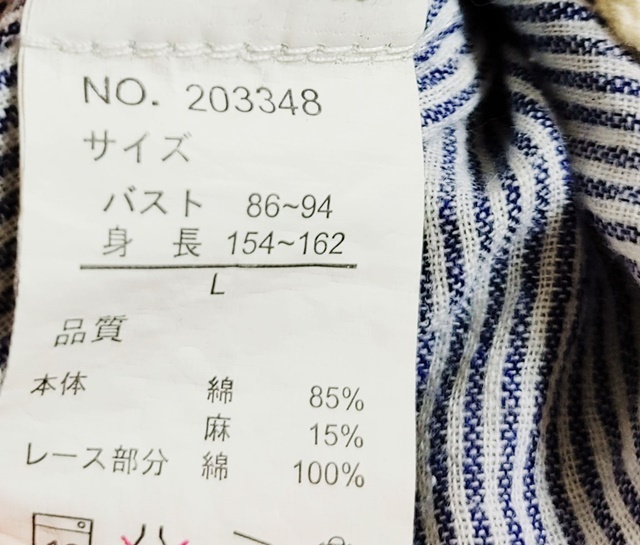 NO. 203348
サイズ
バスト 86~94
身 長 154~162
L
品質
本体 綿 85%
麻 15%
レース部分 綿 100%